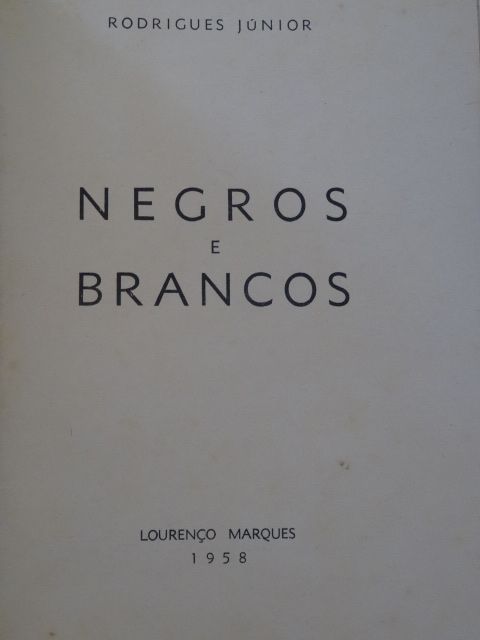 RODRIGUES JÚNIOR
NEGROS
E
BRANCOS
LOURENÇO MARQUES
1958